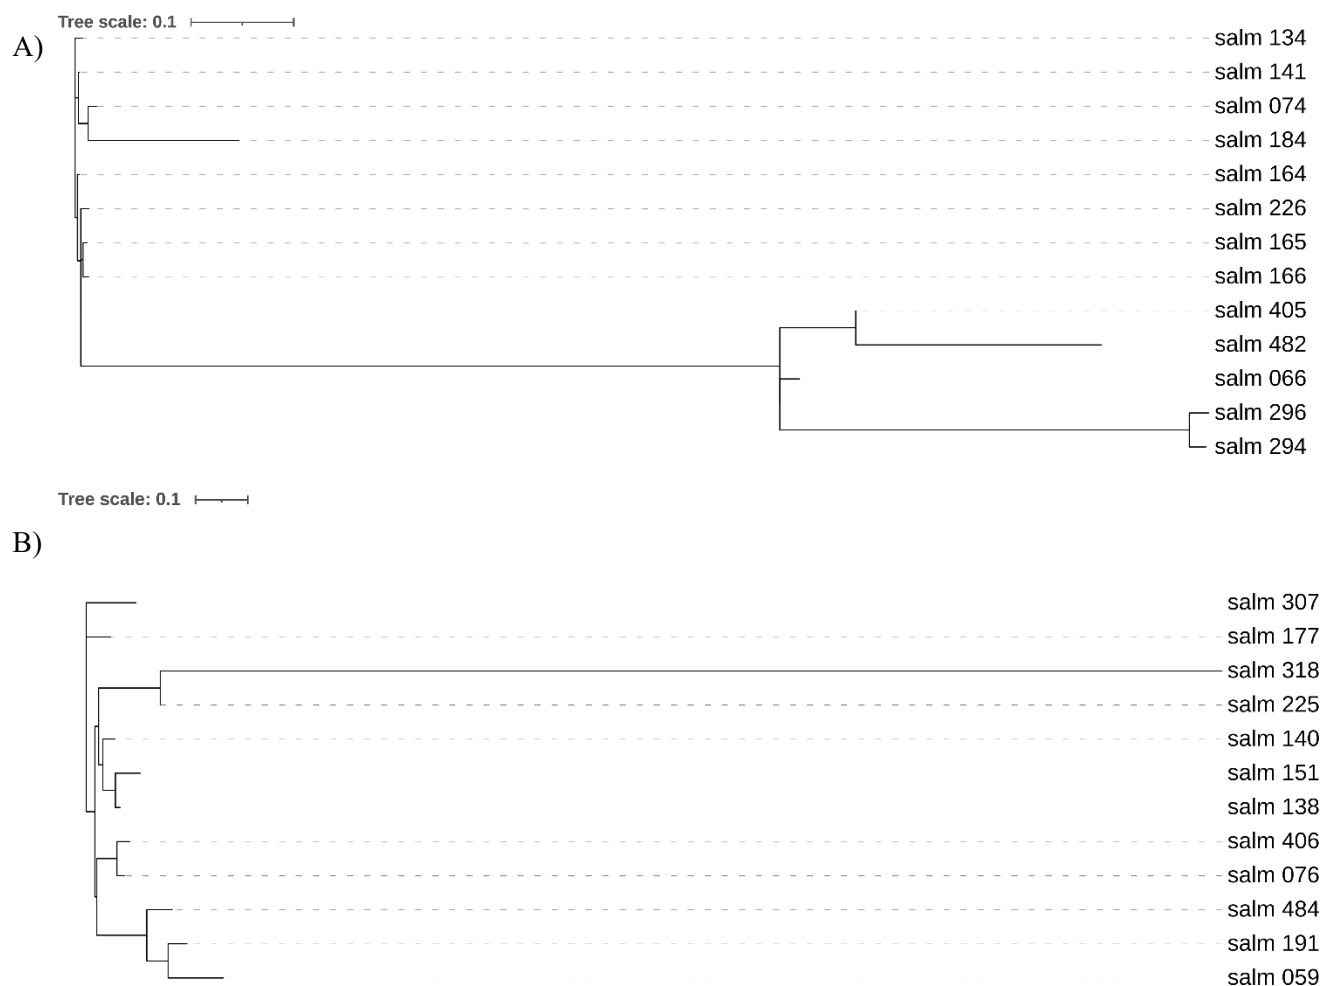 Tree scale: 0.1
A)
salm 134
salm 141
salm 074
salm 184
salm 164
salm 226
salm 165
salm 166
salm 405
salm 482
salm 066
salm 296
salm 294
Tree scale: 0.1
B)
salm 307
salm 177
salm 318
salm 225
salm 140
salm 151
salm 138
salm 406
salm 076
salm 484
salm 191
salm 059